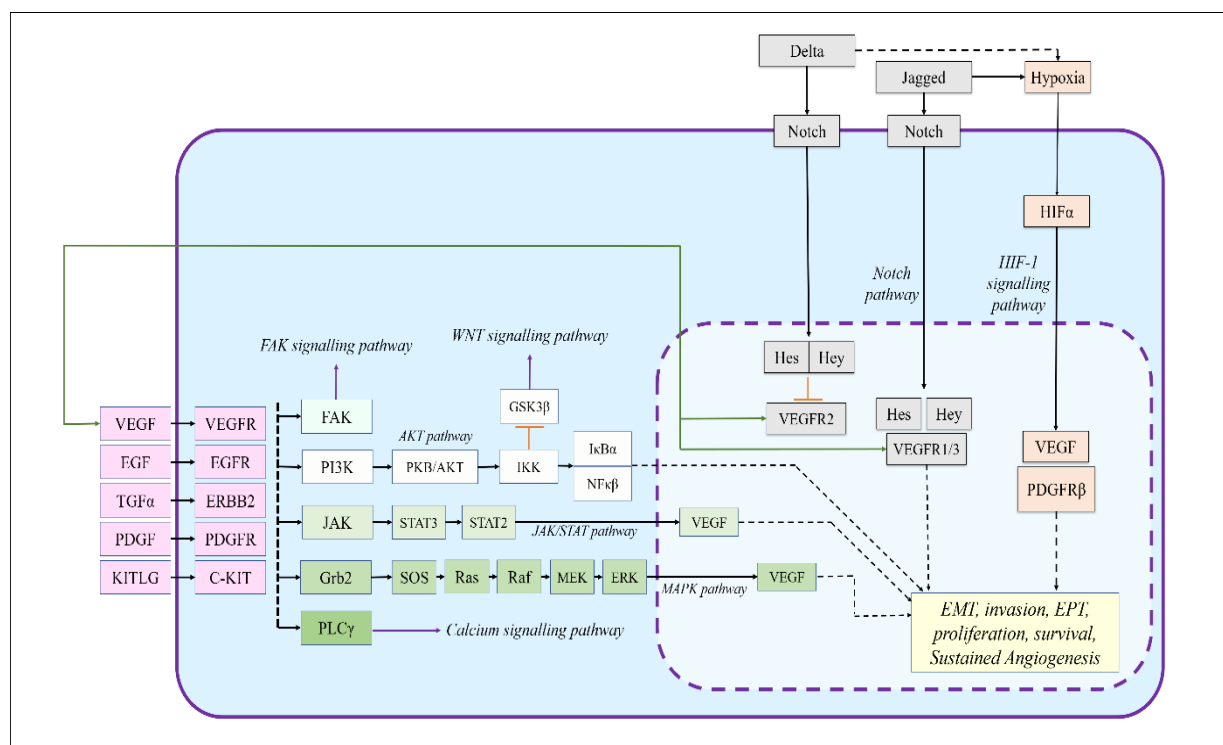 Delta
Jagged
Hypoxia
Notch
Notch
HIFα
HIF-1
signalling
pathway
Notch
pathway
WNT signalling pathway
FAK signalling pathway
Hes
Hey
GSK3β
VEGFR2
Hes
Hey
VEGF
VEGFR
FAK
AKT pathway
VEGFR1/3
VEGF
EGF
EGFR
PI3K
PKB/AKT
IKK
IκBα
NFκβ
PDGFRβ
TGFα
ERBB2
JAK
STAT3
STAT2
JAK/STAT pathway
VEGF
PDGF
PDGFR
KITLG
C-KIT
Grb2
SOS
Ras
Raf
MEK
ERK
MAPK pathway
VEGF
PLCγ
Calcium signalling pathway
EMT, invasion, EPT,
proliferation, survival,
Sustained Angiogenesis